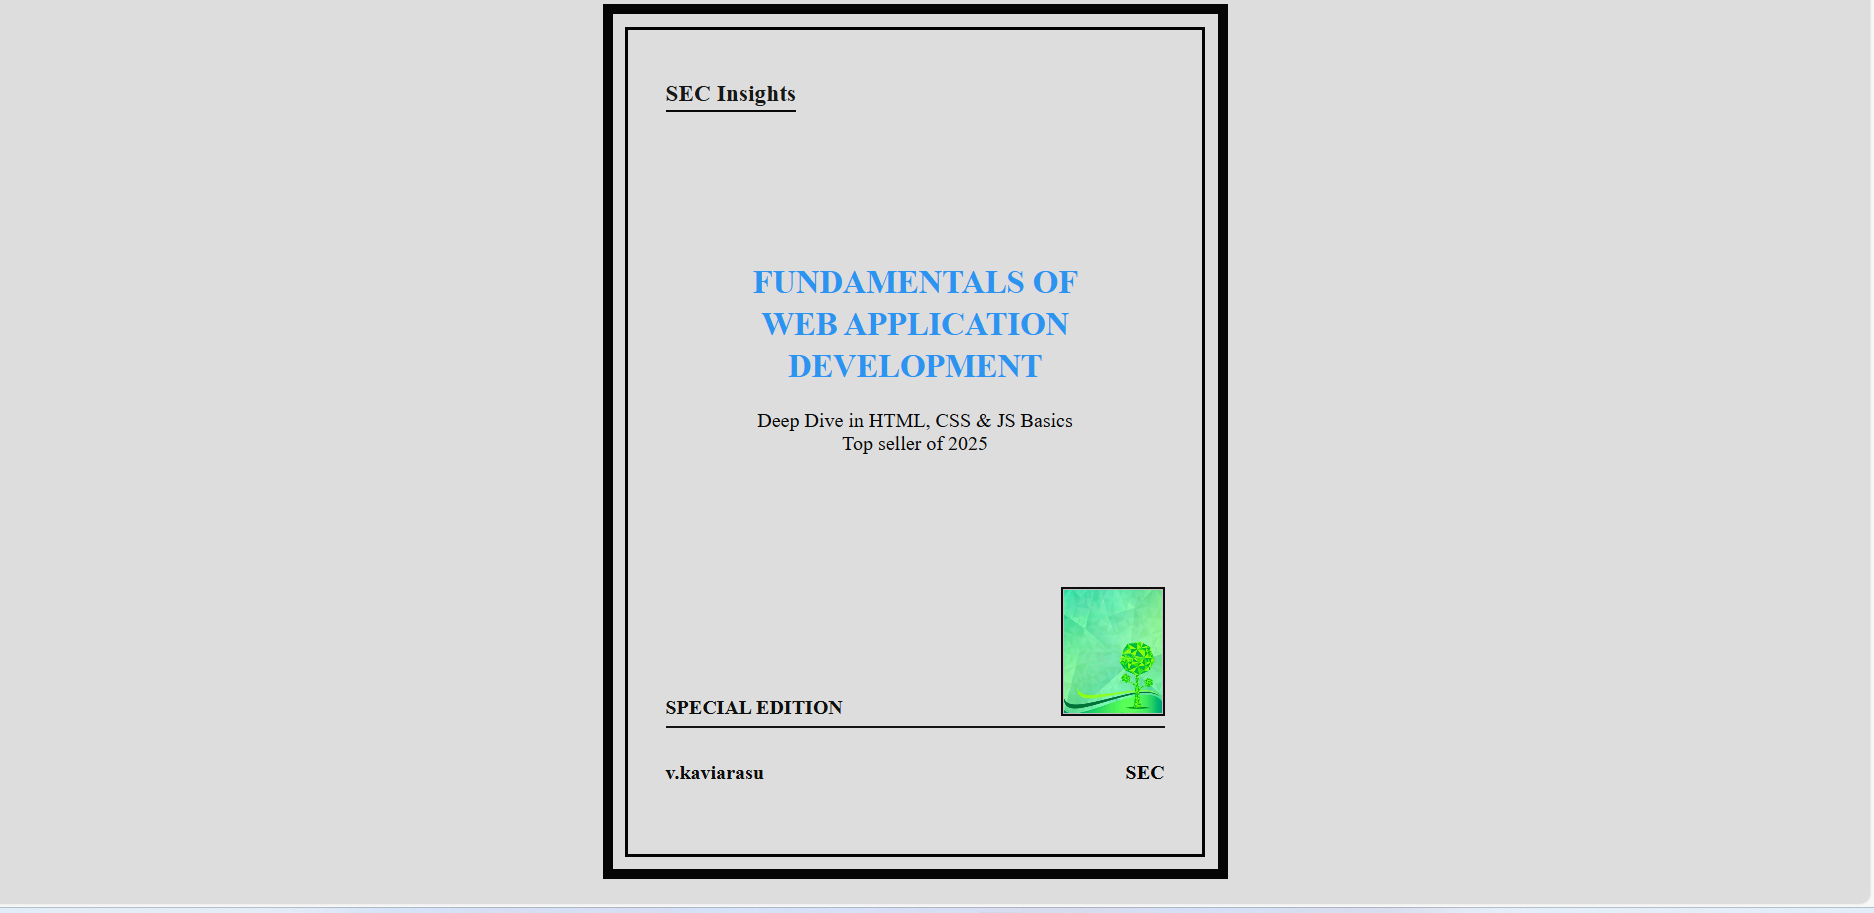 SEC Insights
FUNDAMENTALS OF
WEB APPLICATION
DEVELOPMENT
Deep Dive in HTML, CSS & JS Basics
Top seller of 2025
SPECIAL EDITION
v.kaviarasu
SEC